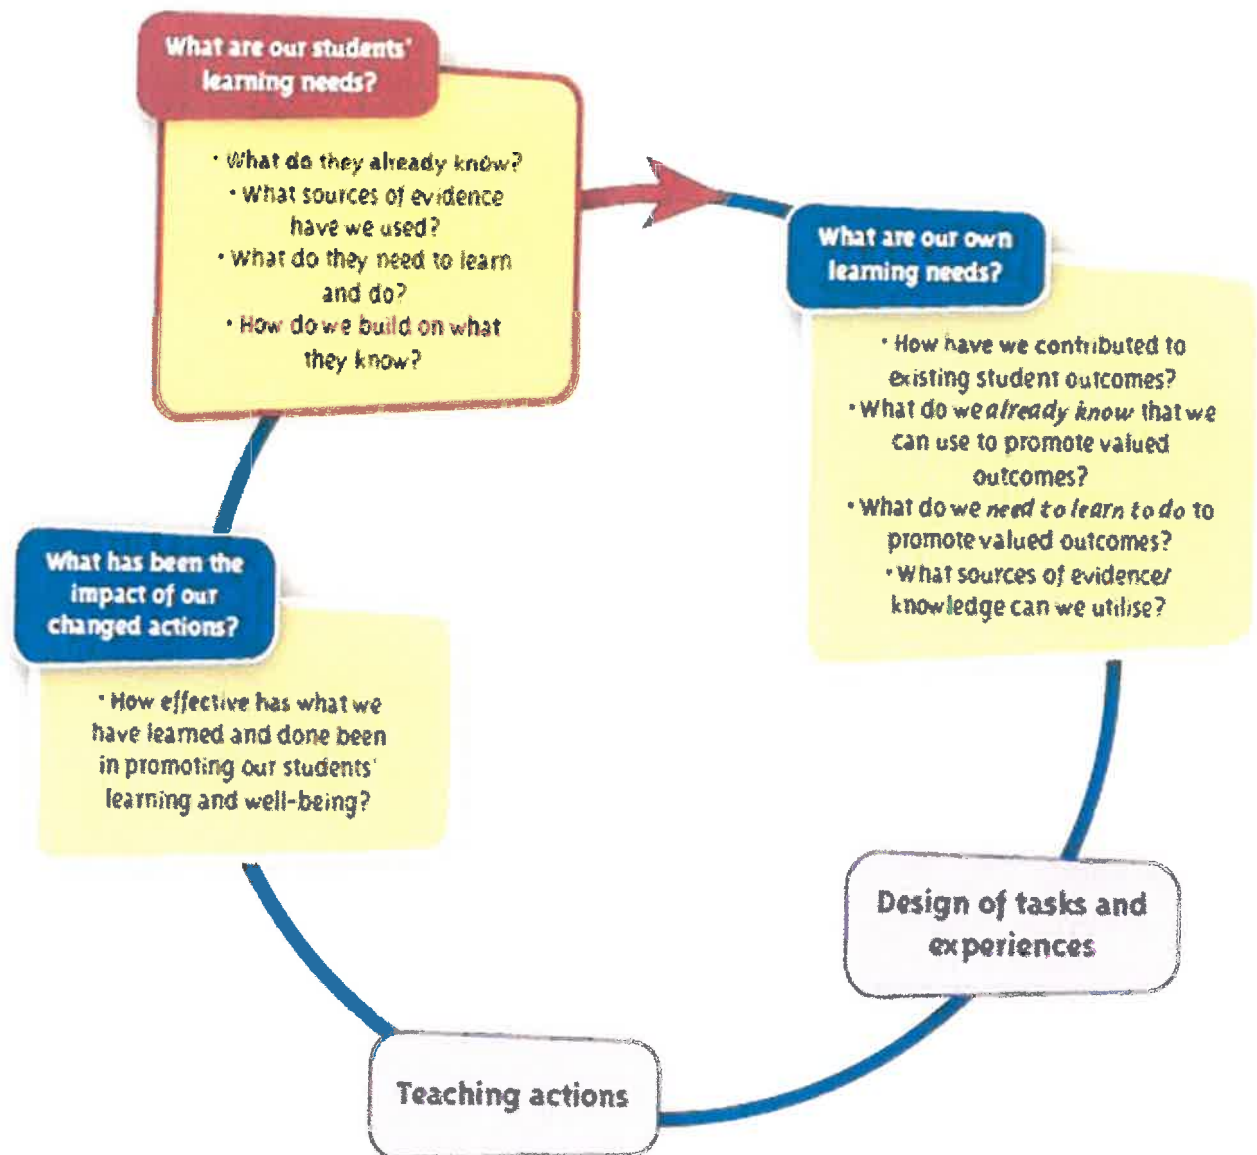 What are our students'
learning needs?
• What do they already know?
• What sources of evidence
have we used?
• What do they need to learn
and do?
• How do we build on what
they know?
What are our own
learning needs?
• How have we contributed to
existing student outcomes?
• What do we already know that we
can use to promote valued
outcomes?
• What do we need to learn to do to
promote valued outcomes?
• What sources of evidence/
knowledge can we utilise?
Design of tasks and
experiences
Teaching actions
What has been the
impact of our
changed actions?
• How effective has what we
have learned and done been
in promoting our students'
learning and well-being?